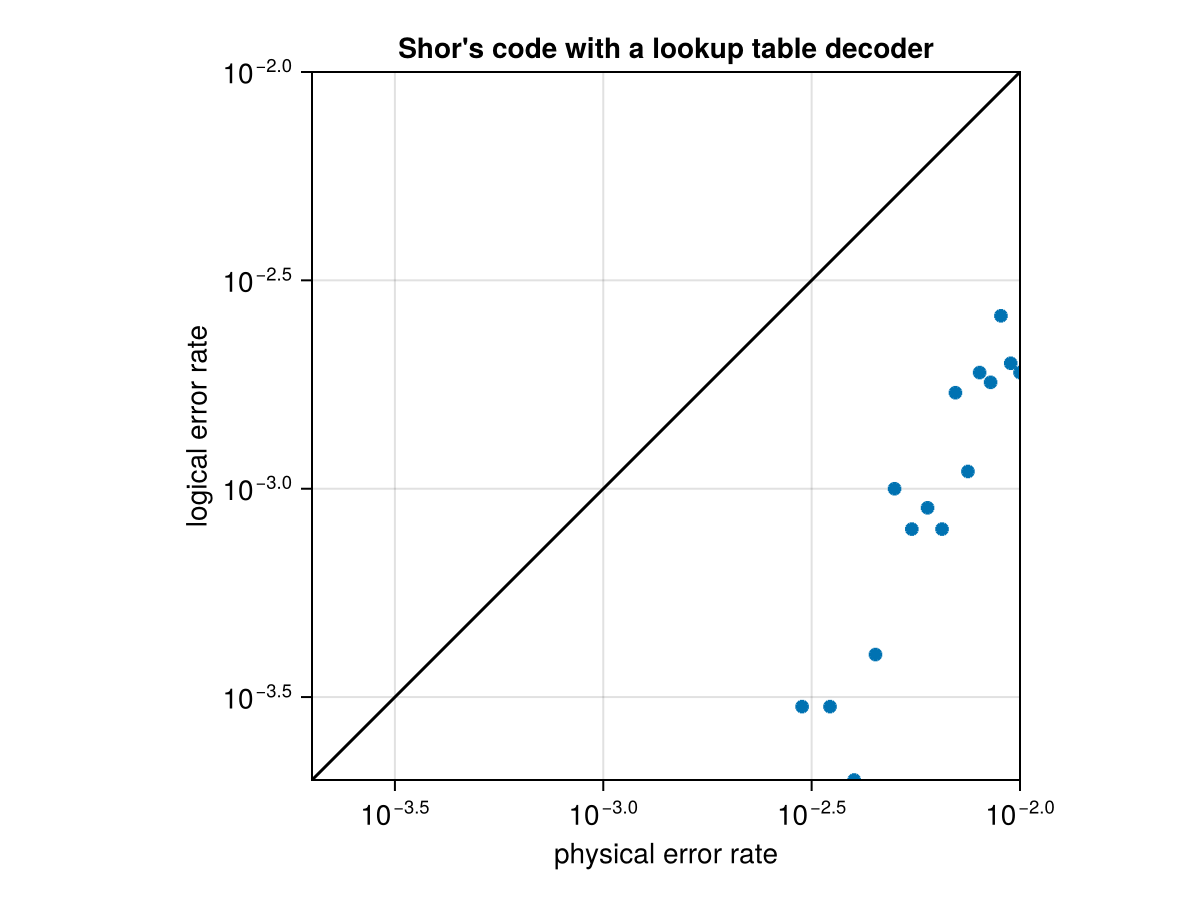 Shor's code with a lookup table decoder
10−2.0
10−2.5
10−3.0
10−3.5
logical error rate
10−3.5 10−3.0 10−2.5 10−2.0
physical error rate